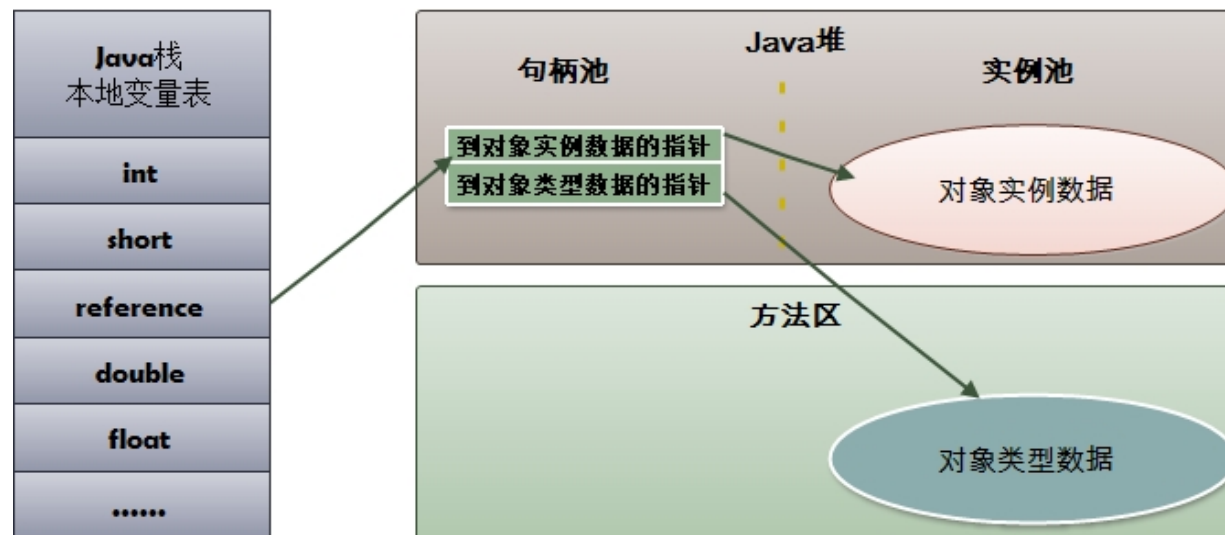 Java栈
本地变量表
int
short
reference
double
float
......
Java堆
句柄池
实例池
到对象实例数据的指针
到对象类型数据的指针
对象实例数据
方法区
对象类型数据